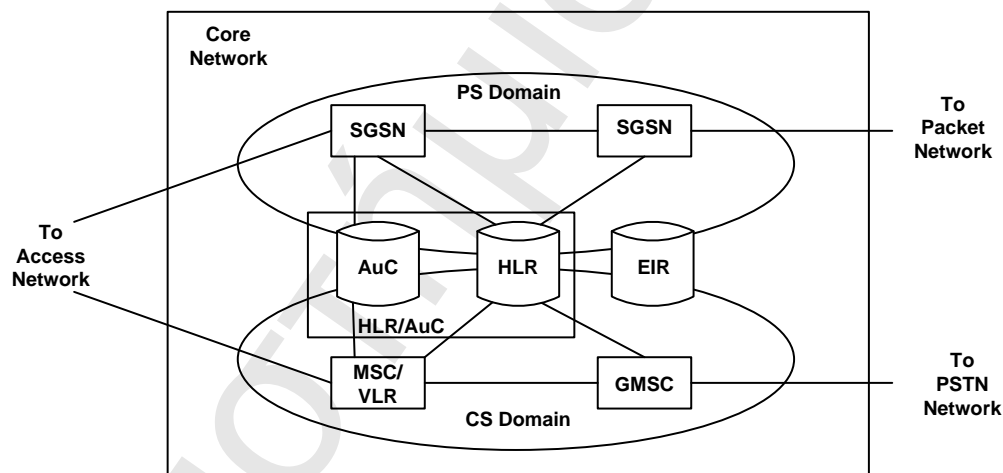 Core
Network
PS Domain
SGSN
SGSN
To
Packet
Network
To
Access
Network
AuC
HLR
EIR
HLR/AuC
MSC/
VLR
GMSC
To
PSTN
Network
CS Domain